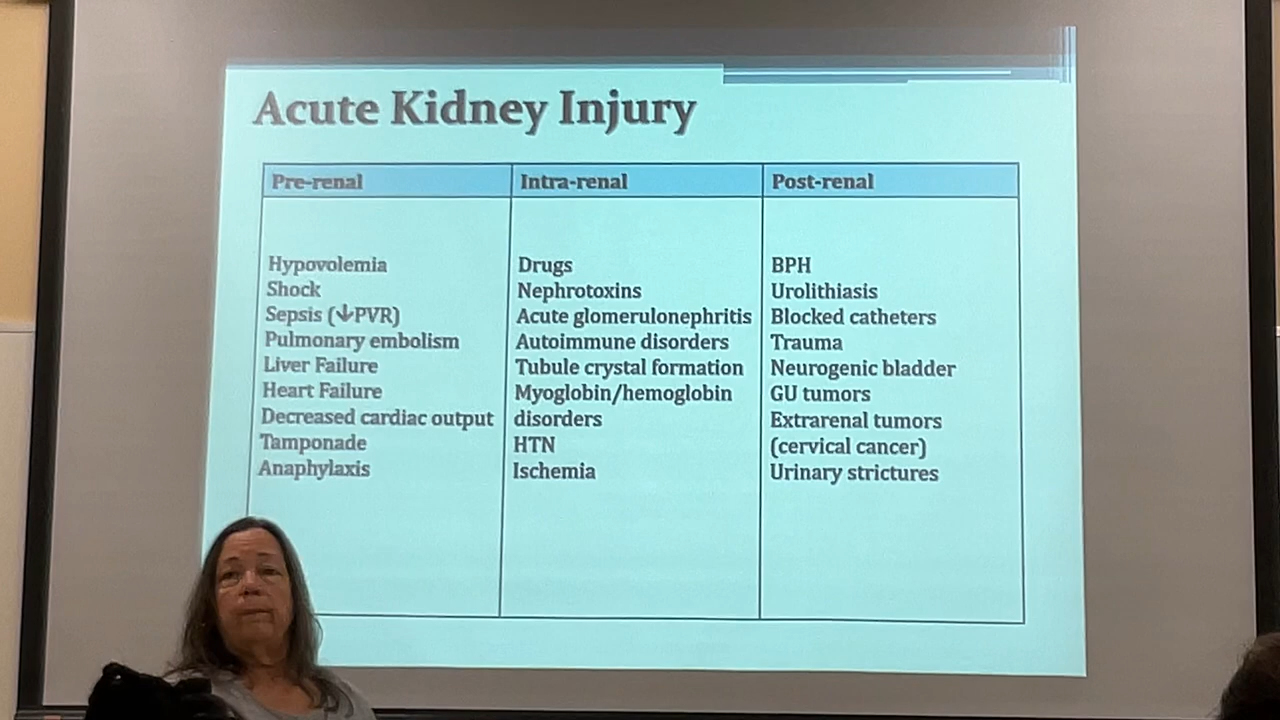 Acute Kidney Injury
Pre-renal
Hypovolemia
Shock
Sepsis (↓PVR)
Pulmonary embolism
Liver Failure
Heart Failure
Decreased cardiac output
Tamponade
Anaphylaxis
Intra-renal
Drugs
Nephrotoxins
Acute glomerulonephritis
Autoimmune disorders
Tubule crystal formation
Myoglobin/hemoglobin
disorders
HTN
Ischemia
Post-renal
BPH
Urolithiasis
Blocked catheters
Trauma
Neurogenic bladder
GU tumors
Extrarenal tumors
(cervical cancer)
Urinary strictures